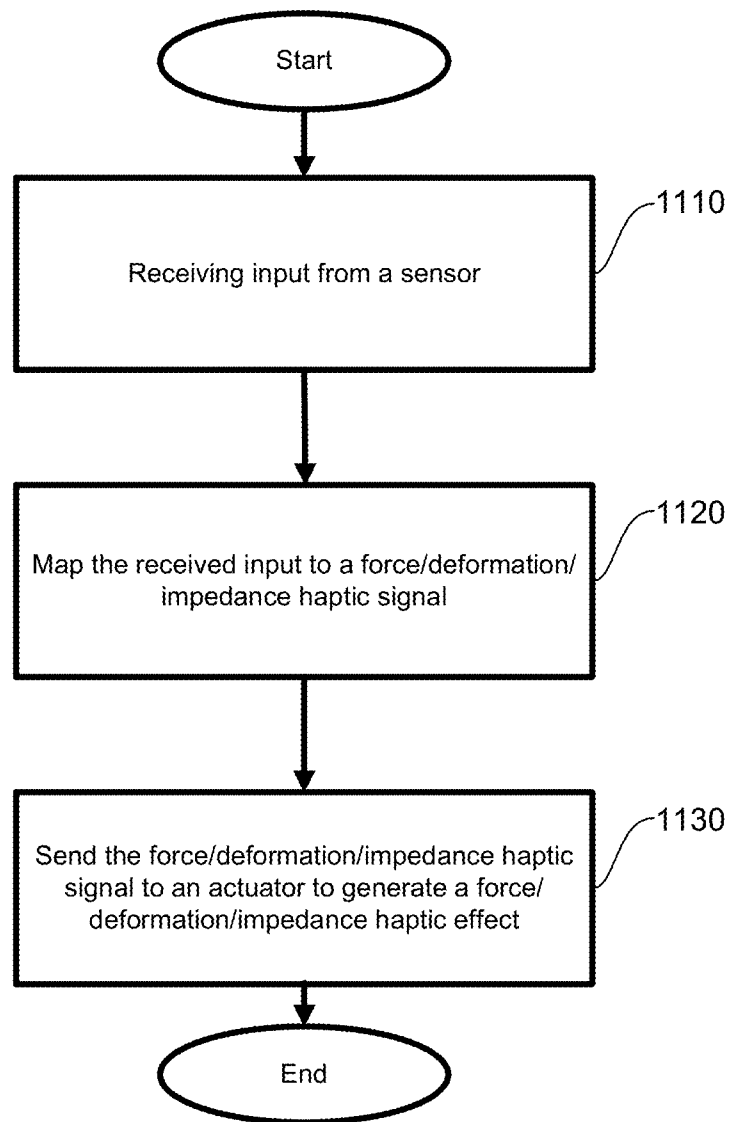 Start
1110
Receiving input from a sensor
1120
Map the received input to a force/deformation/
impedance haptic signal
1130
Send the force/deformation/impedance haptic
signal to an actuator to generate a force/
deformation/impedance haptic effect
End